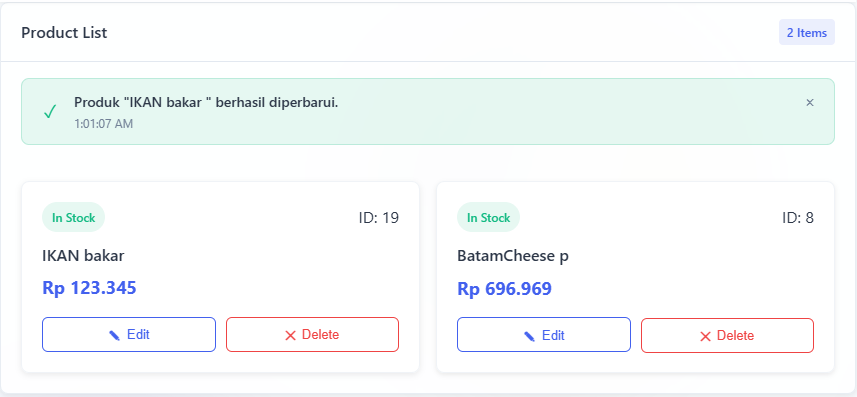 Product List
2 Items
Produk "IKAN bakar " berhasil diperbarui.
×
1:01:07 AM
In Stock
ID: 19
IKAN bakar
Rp 123.345
Edit
Delete
In Stock
ID: 8
BatamCheese p
Rp 696.969
Edit
Delete